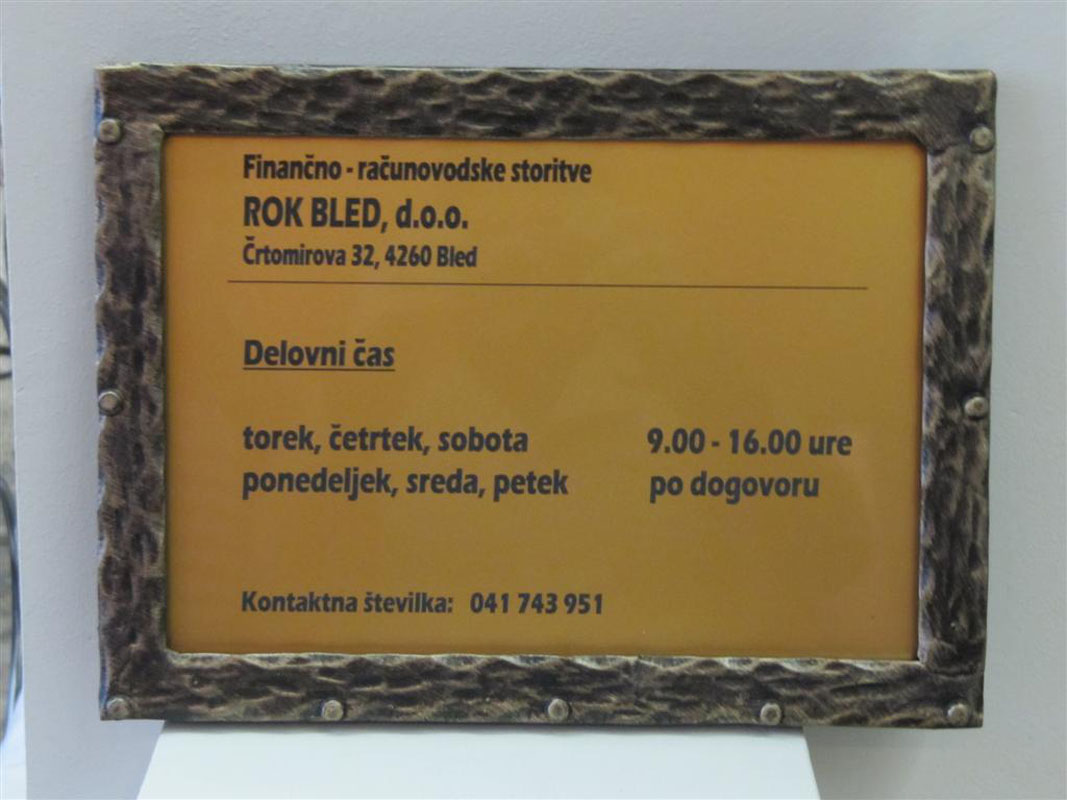 Finančno - računovodske storitve
ROK BLED, d.o.o.
Črtomirova 32, 4260 Bled
Delovni čas
torek, četrtek, sobota 9.00 - 16.00 ure
ponedeljek, sreda, petek po dogovoru
Kontaktna številka: 041 743 951